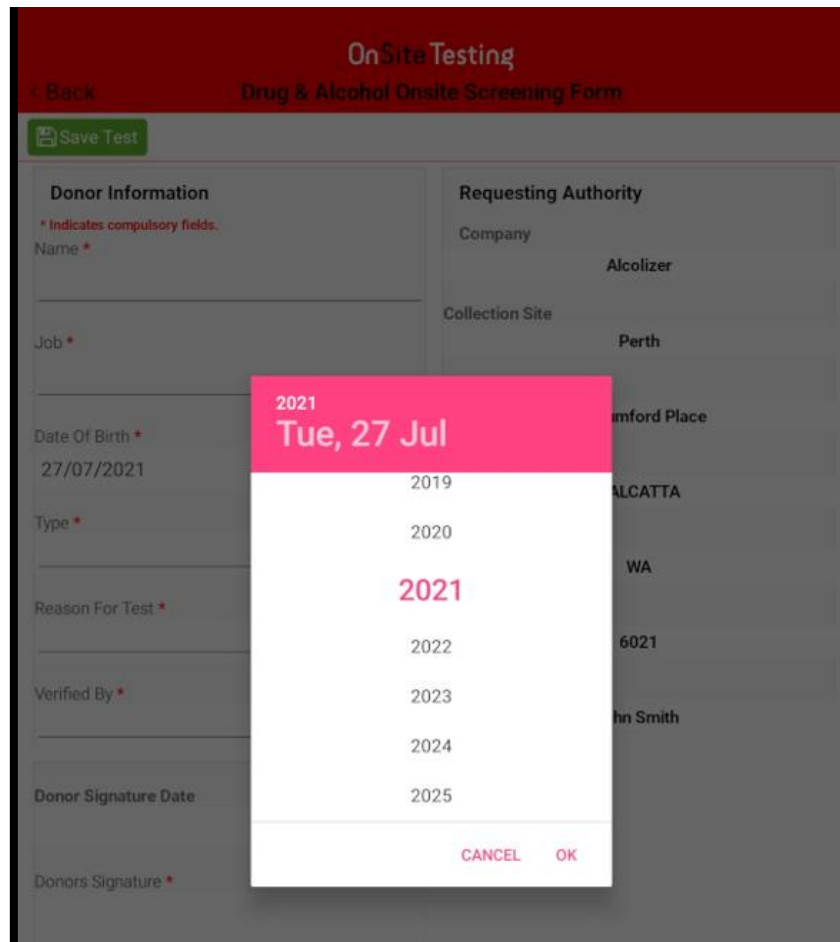 OnSite Testing
< Back Drug & Alcohol Onsite Screening Form
Save Test
Donor Information
* Indicates compulsory fields.
Name *
Job *
Date Of Birth *
27/07/2021
Type *
Reason For Test *
Verified By *
Donor Signature Date
Donors Signature *
Requesting Authority
Company
Alcolizer
Collection Site
Perth
Place
WA
6021
Smith
2021
Tue, 27 Jul
2019
2020
2021
2022
2023
2024
2025
CANCEL OK